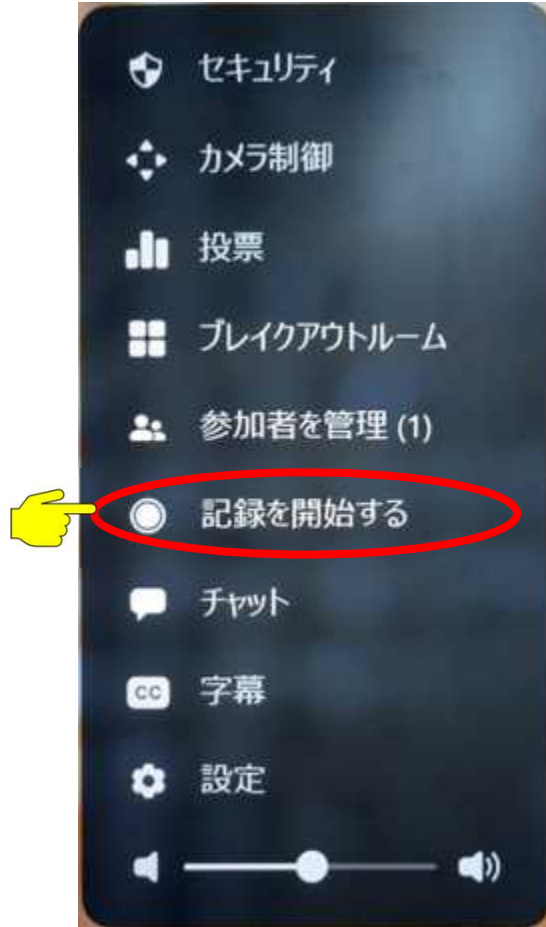 セキュリティ
カメラ制御
投票
ブレイクアウトルーム
参加者を管理 (1)
記録を開始する
チャット
CC 字幕
設定